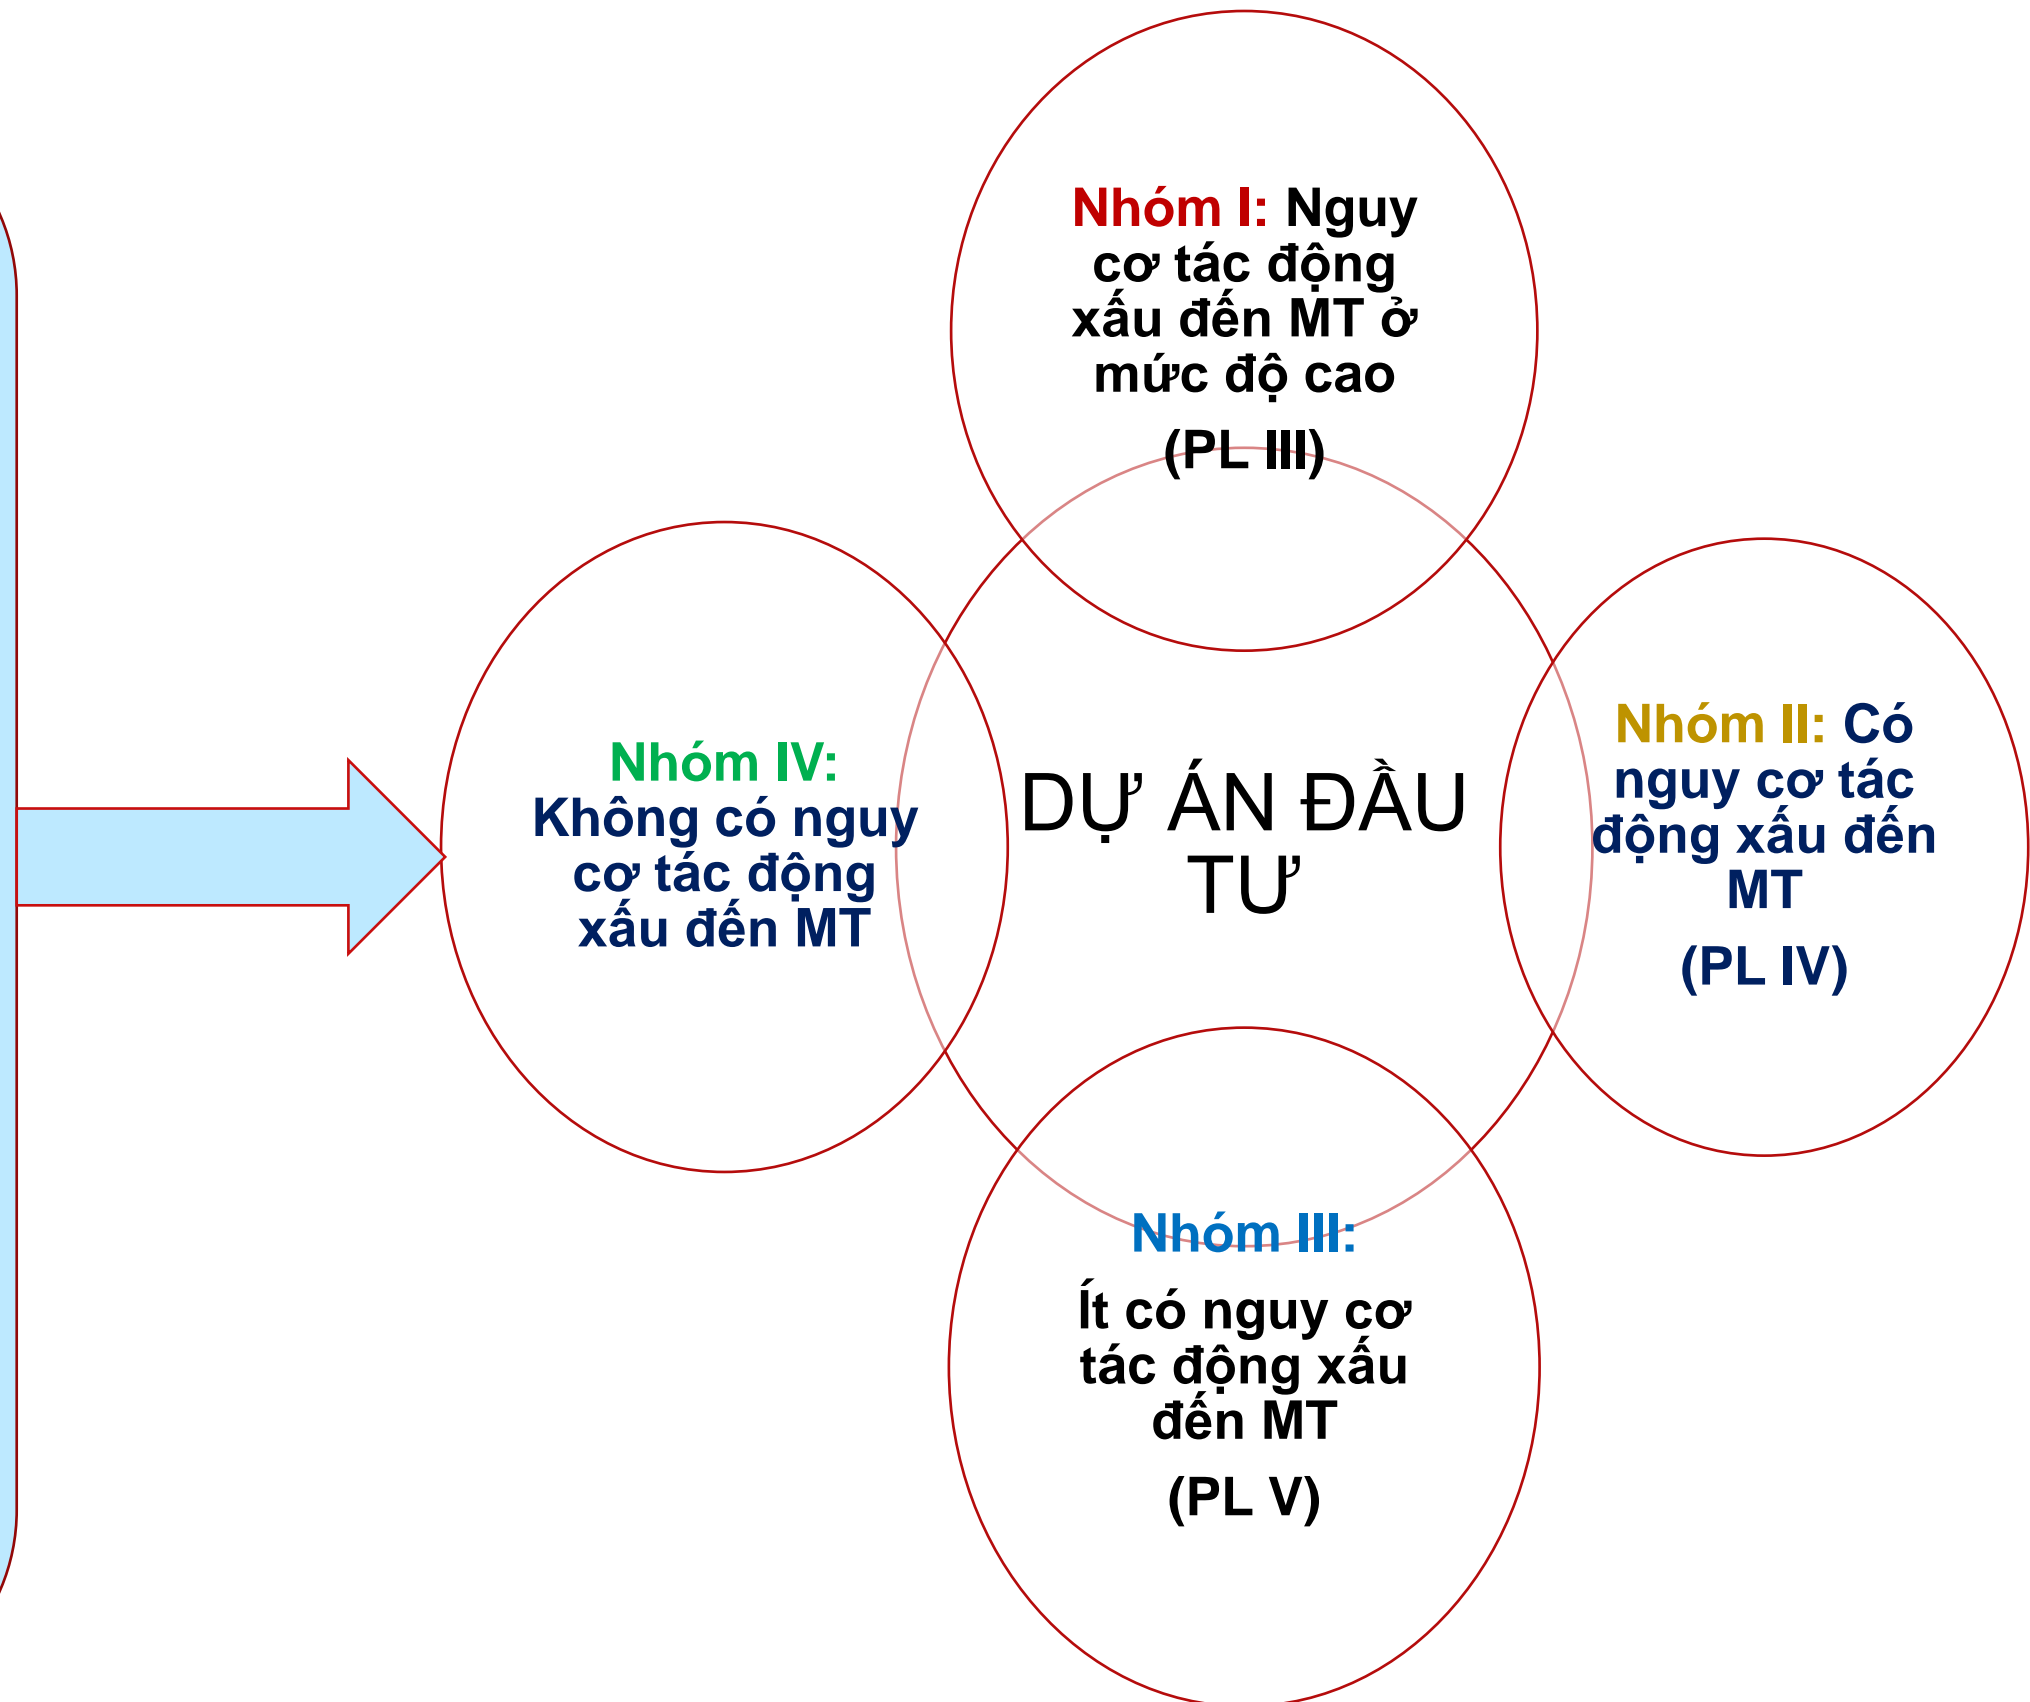 Nhóm I: Nguy
cơ tác động
xấu đến MT ở
mức độ cao
(PL III)
Nhóm IV:
Không có nguy
cơ tác động
xấu đến MT
DỰ ÁN ĐẦU
TƯ
Nhóm II: Có
nguy cơ tác
động xấu đến
MT
(PL IV)
Nhóm III:
Ít có nguy cơ
tác động xấu
đến MT
(PL V)